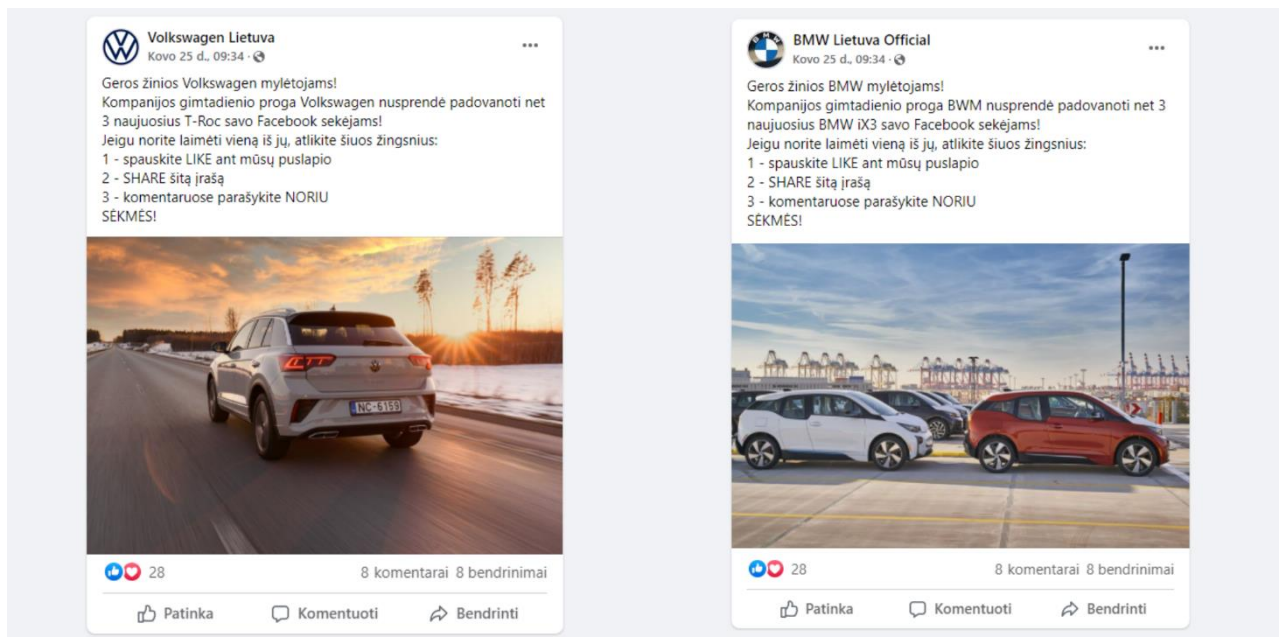 Volkswagen Lietuva
Kovo 25 d., 09:34 ·
Geros žinios Volkswagen mylėtojams!
Kompanijos gimtadienio proga Volkswagen nusprendė padovanoti net
3 naujuosius T-Roc savo Facebook sekėjams!
Jeigu norite laimėti vieną iš jų, atlikite šiuos žingsnius:
1 - spauskite LIKE ant mūsų puslapio
2 - SHARE šitą įrašą
3 - komentaruose parašykite NORIU
SĖKMĖS!
NC-6159
28
8 komentarai 8 bendrinimai
Patinka Komentuoti Bendrinti
BMW Lietuva Official
Kovo 25 d., 09:34 ·
Geros žinios BMW mylėtojams!
Kompanijos gimtadienio proga BWM nusprendė padovanoti net 3
naujuosius BMW iX3 savo Facebook sekėjams!
Jeigu norite laimėti vieną iš jų, atlikite šiuos žingsnius:
1 - spauskite LIKE ant mūsų puslapio
2 - SHARE šitą įrašą
3 - komentaruose parašykite NORIU
SĖKMĖS!
28
8 komentarai 8 bendrinimai
Patinka Komentuoti Bendrinti